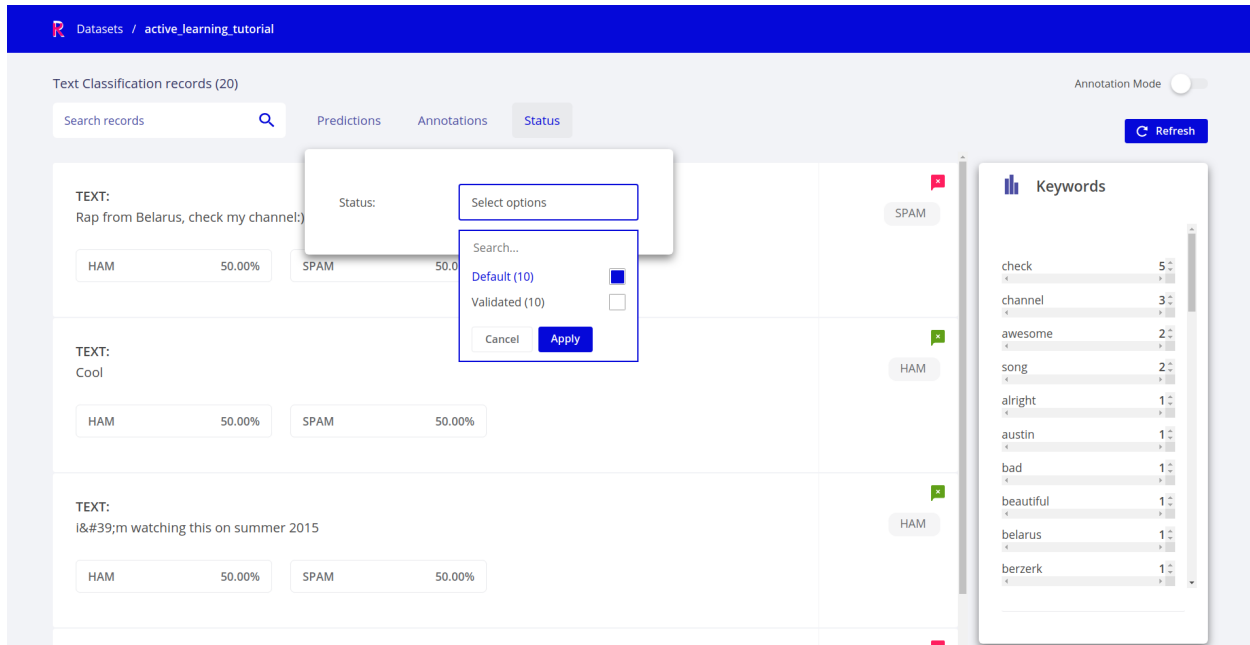 R Datasets / active_learning_tutorial
Text Classification records (20)
Annotation Mode
Search records
Predictions
Annotations
Status
Refresh
Status:
Select options
Search...
Default (10)
Validated (10)
Cancel
Apply
TEXT:
Rap from Belarus, check my channel:)
SPAM
HAM 50.00%
SPAM 50.0
TEXT:
Cool
HAM
HAM 50.00%
SPAM 50.00%
TEXT:
i&#39;m watching this on summer 2015
HAM
HAM 50.00%
SPAM 50.00%
Keywords
check 5
channel 3
awesome 2
song 2
alright 1
austin 1
bad 1
beautiful 1
belarus 1
berzerk 1